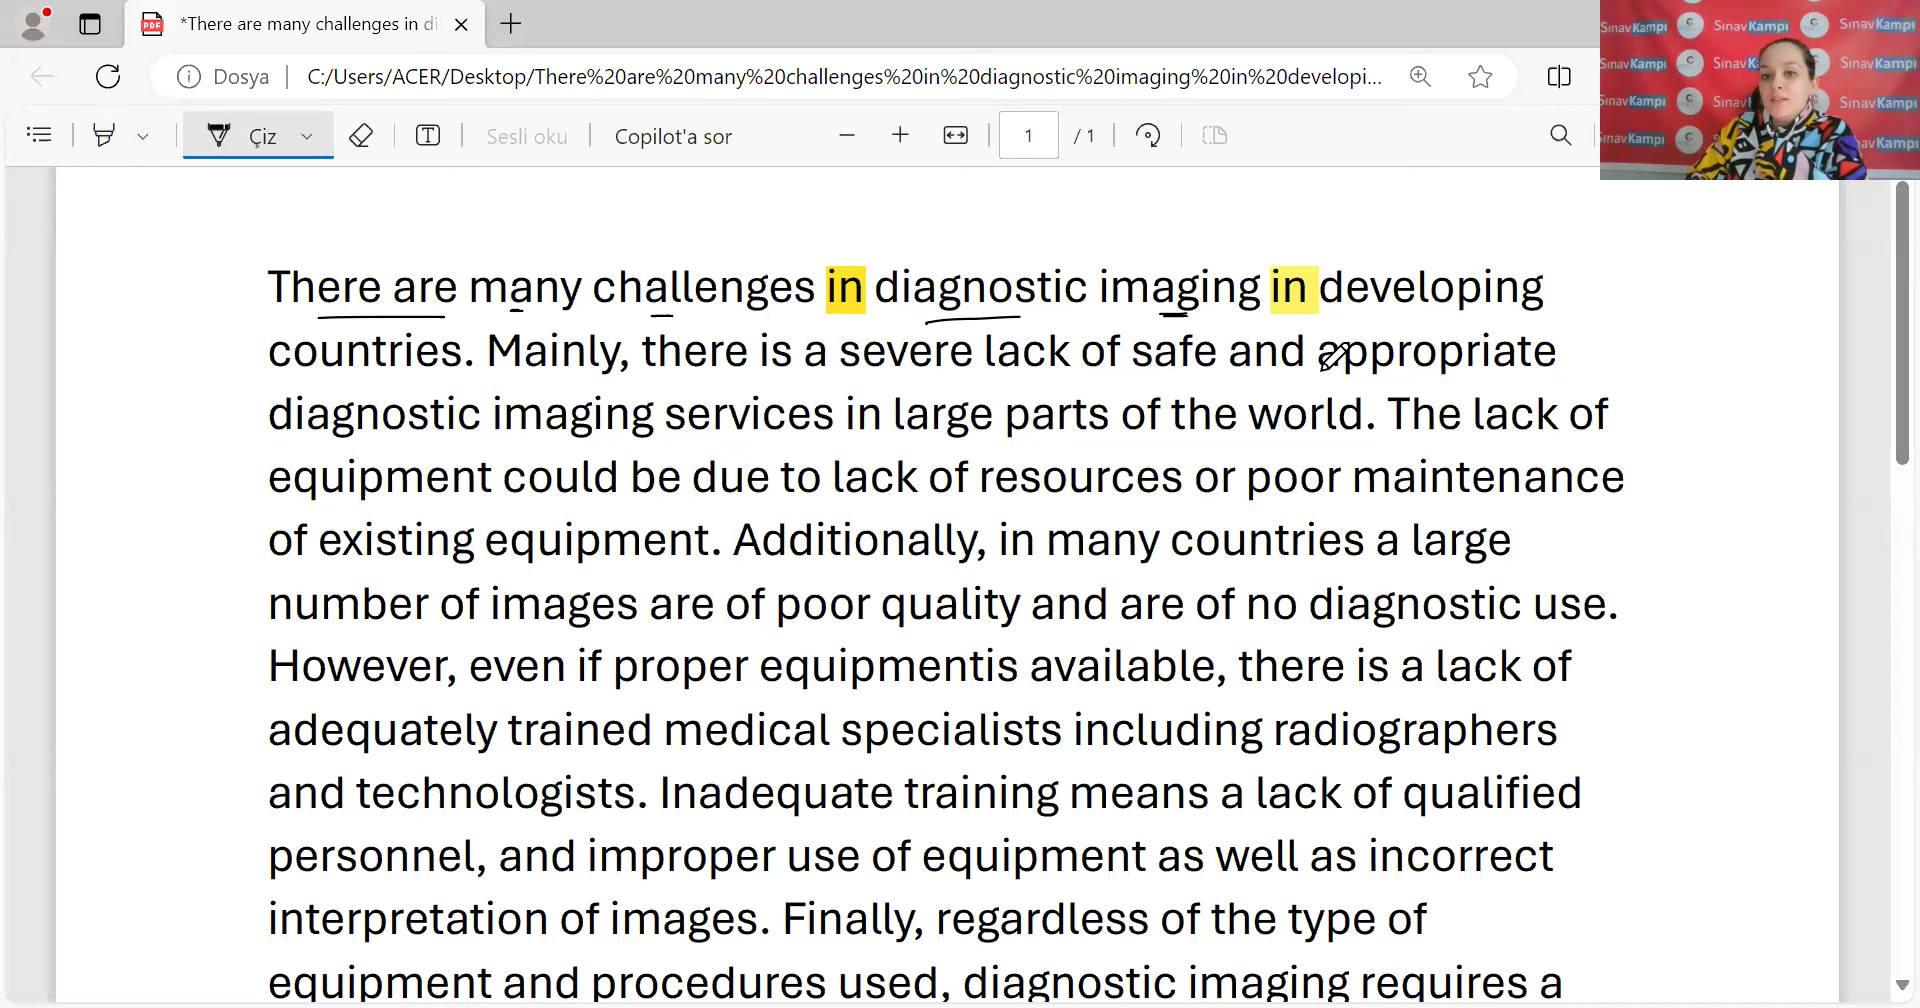 *There are many challenges in di
Dosya
C:/Users/ACER/Desktop/There%20are%20many%20challenges%20in%20diagnostic%20imaging%20in%20developi...
Çiz
Sesli oku
Copilot'a sor
1
/ 1
SınavKampı SınavKampı SınavKampı
There are many challenges in diagnostic imaging in developing
countries. Mainly, there is a severe lack of safe and appropriate
diagnostic imaging services in large parts of the world. The lack of
equipment could be due to lack of resources or poor maintenance
of existing equipment. Additionally, in many countries a large
number of images are of poor quality and are of no diagnostic use.
However, even if proper equipmentis available, there is a lack of
adequately trained medical specialists including radiographers
and technologists. Inadequate training means a lack of qualified
personnel, and improper use of equipment as well as incorrect
interpretation of images. Finally, regardless of the type of
equipment and procedures used, diagnostic imaging requires a